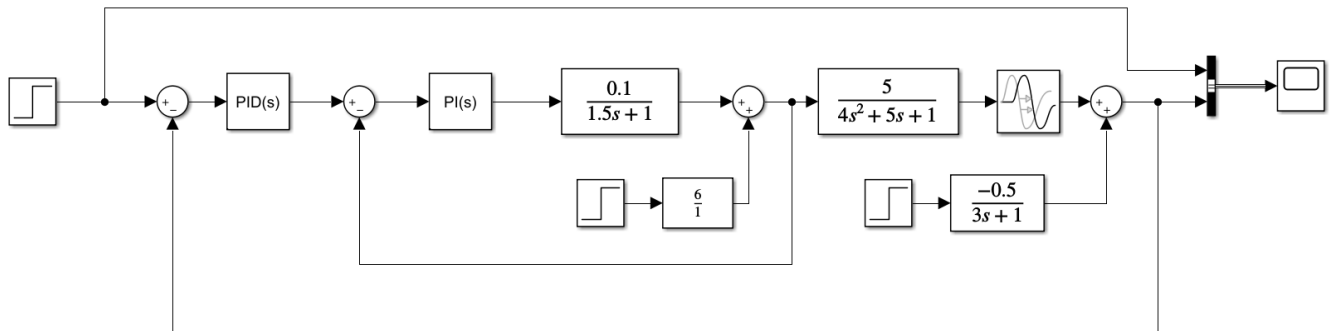 +
−
PID(s)
+
−
PI(s)
0.1
1.5s + 1
+
+
5
4s² + 5s + 1
+
+
6
1
−0.5
3s + 1